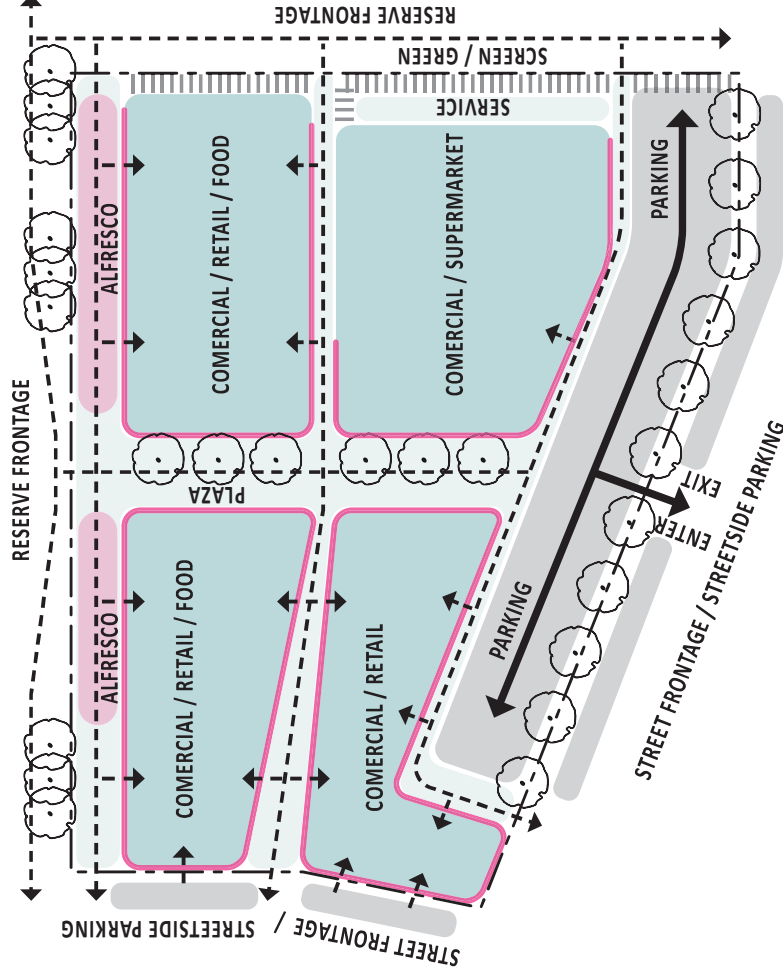 RESERVE FRONTAGE
SCREEN / GREEN
SERVICE
RESERVE FRONTAGE
ALFRESCO
COMERCIAL / RETAIL / FOOD
COMERCIAL / SUPERMARKET
PARKING
PLAZA
ALFRESCO
COMERCIAL / RETAIL / FOOD
COMERCIAL / RETAIL
PARKING
EXIT
ENTER
STREET FRONTAGE / STREETSIDE PARKING
STREET FRONTAGE / STREETSIDE PARKING